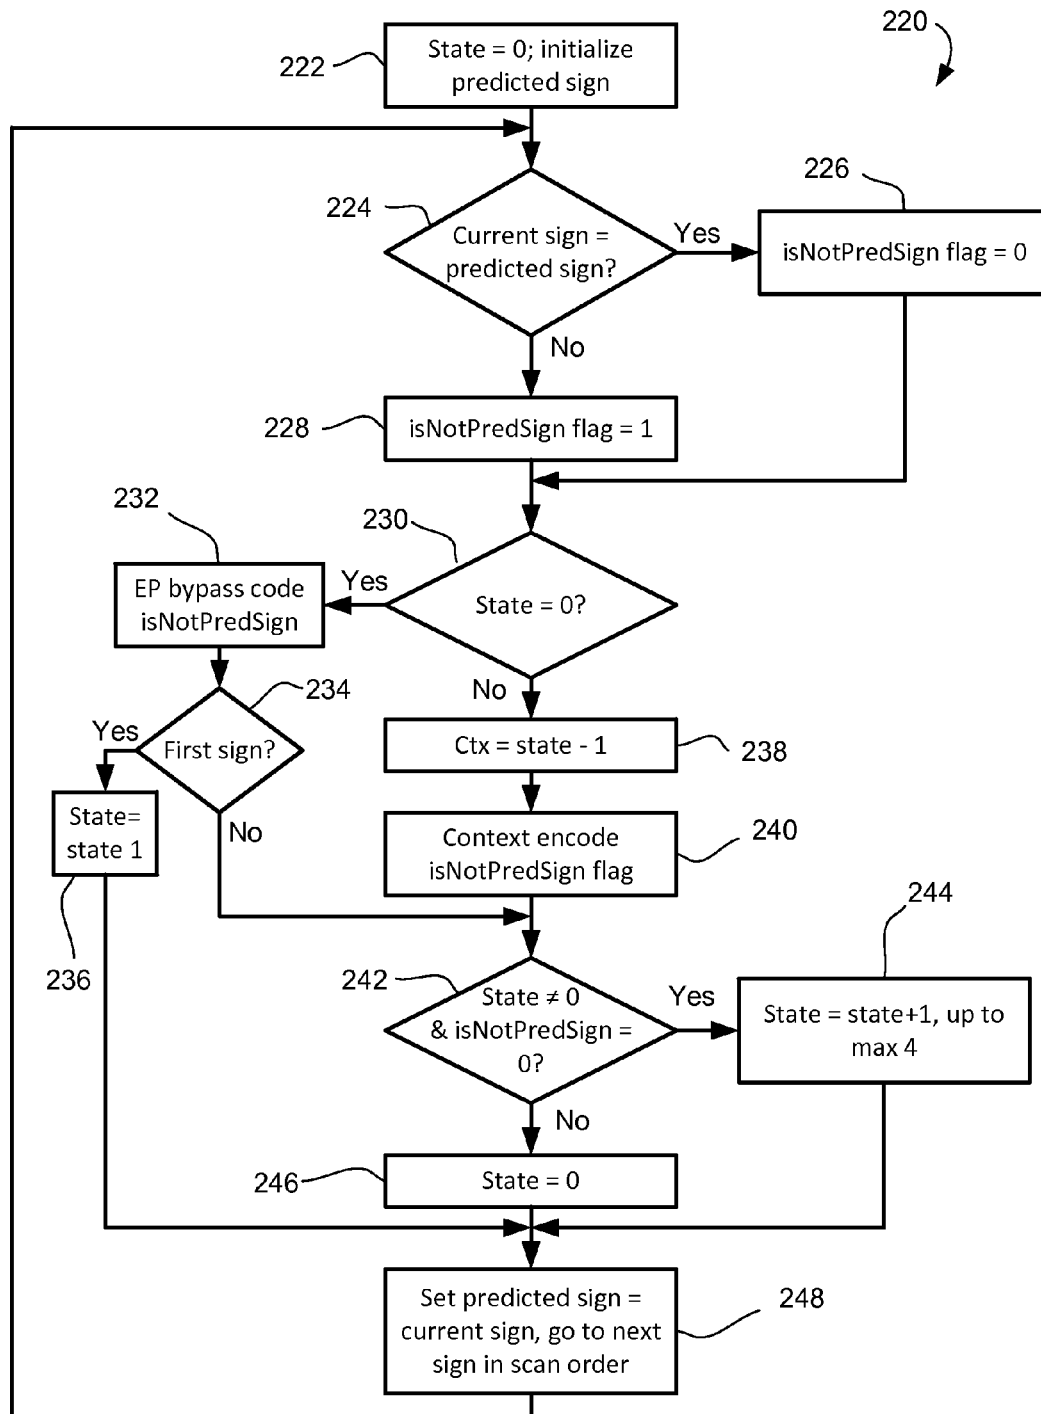 220
State = 0; initialize
predicted sign
222
224
Current sign =
predicted sign?
Yes
226
isNotPredSign flag = 0
No
228
isNotPredSign flag = 1
230
State = 0?
Yes
232
EP bypass code
isNotPredSign
234
First sign?
Yes
State=
state 1
236
No
No
Ctx = state - 1
238
Context encode
isNotPredSign flag
240
242
State ≠ 0
& isNotPredSign =
0?
Yes
244
State = state+1, up to
max 4
No
246
State = 0
Set predicted sign =
current sign, go to next
sign in scan order
248